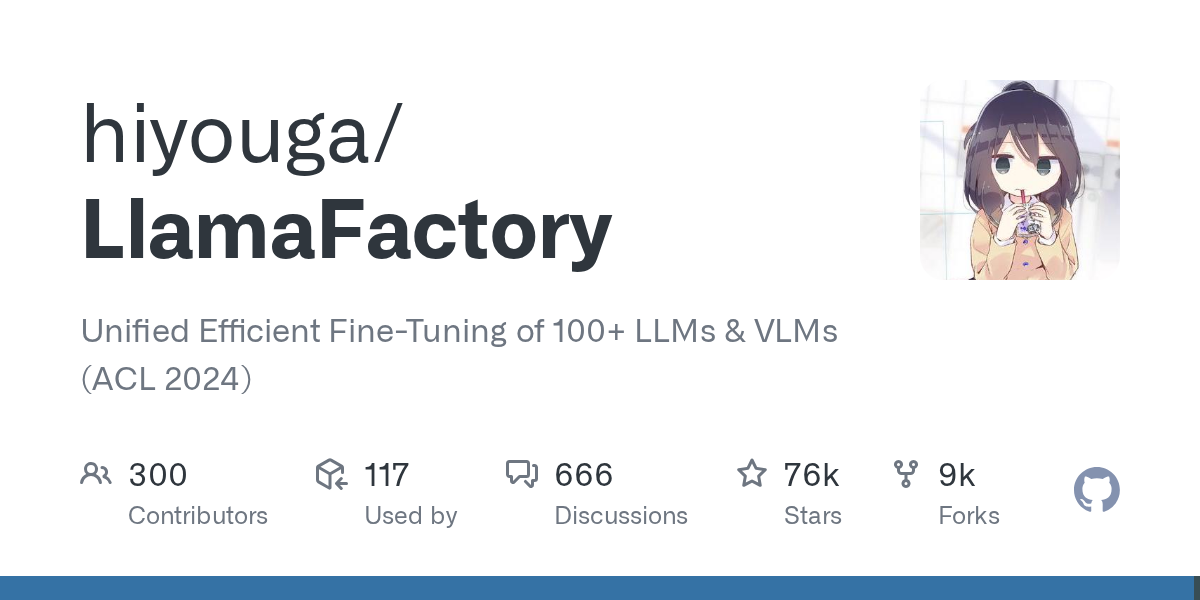 hiyouga/
LlamaFactory
Unified Efficient Fine-Tuning of 100+ LLMs & VLMs
(ACL 2024)
300
Contributors
117
Used by
666
Discussions
76k
Stars
9k
Forks